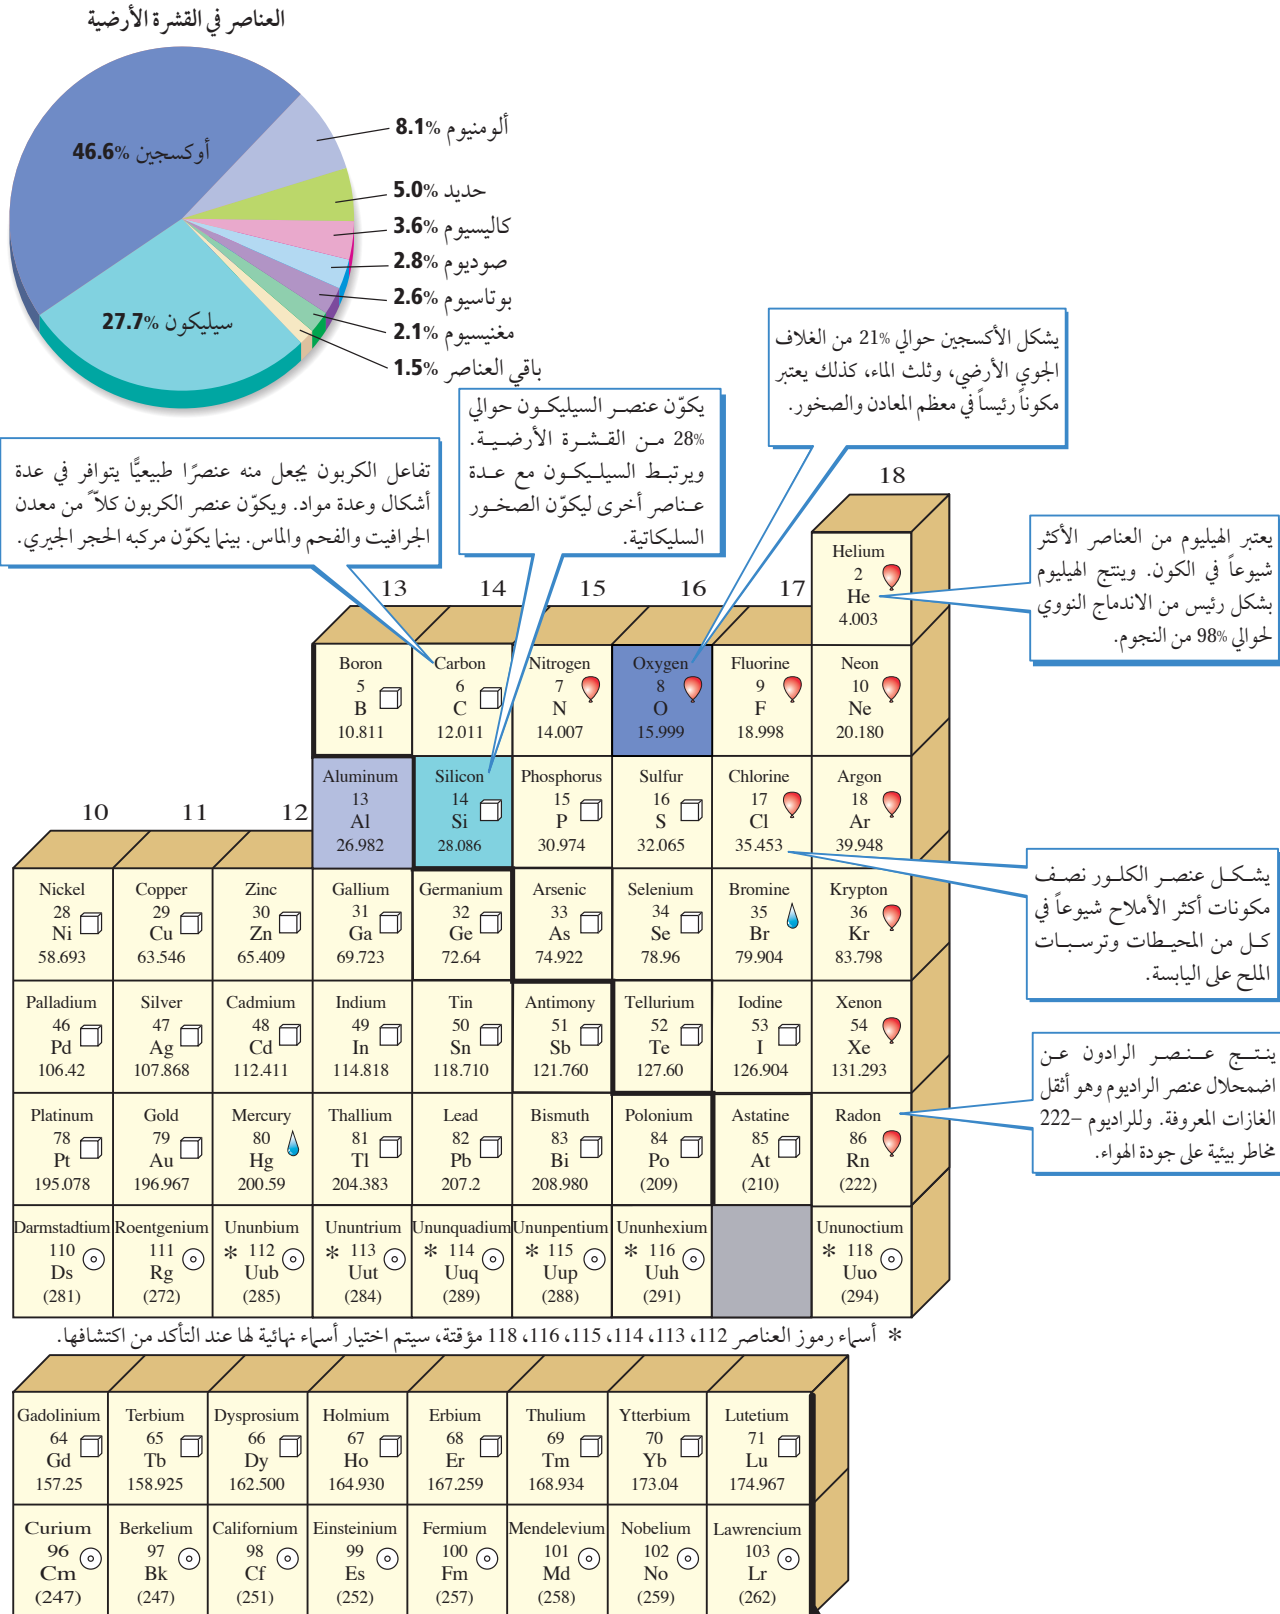 العناصر في القشرة الأرضية
ألومنيوم 8.1%
أوكسجين 46.6%
حديد 5.0%
كاليسيوم 3.6%
صوديوم 2.8%
بوتاسيوم 2.6%
مغنيسيوم 2.1%
باقي العناصر 1.5%
سيليكون 27.7%
يشكل الأكسجين حوالي 21% من الغلاف
الجوي الأرضي، وثلث الماء، كذلك يعتبر
مكوناً رئيساً في معظم المعادن والصخور.
يكوّن عنصر السيليكون حوالي
28% من القشرة الأرضية.
ويرتبط السيليكون مع عدة
عناصر أخرى ليكوّن الصخور
السليكاتية.
تفاعل الكربون يجعل منه عنصرًا طبيعيًّا يتوافر في عدة
أشكال وعدة مواد. ويكوّن عنصر الكربون كلاًّ من معدن
الجرافيت والفحم والماس. بينما يكوّن مركبه الحجر الجيري.
يعتبر الهيليوم من العناصر الأكثر
شيوعاً في الكون. وينتج الهيليوم
بشكل رئيس من الاندماج النووي
لحوالي 98% من النجوم.
18
Helium
2
He
4.003
13 14 15 16 17
Boron Carbon Nitrogen Oxygen Fluorine Neon
5 6 7 8 9 10
B C N O F Ne
10.811 12.011 14.007 15.999 18.998 20.180
Aluminum Silicon Phosphorus Sulfur Chlorine Argon
13 14 15 16 17 18
Al Si P S Cl Ar
26.982 28.086 30.974 32.065 35.453 39.948
10 11 12
Nickel Copper Zinc Gallium Germanium Arsenic Selenium Bromine Krypton
28 29 30 31 32 33 34 35 36
Ni Cu Zn Ga Ge As Se Br Kr
58.693 63.546 65.409 69.723 72.64 74.922 78.96 79.904 83.798
يشكل عنصر الكلور نصف
مكونات أكثر الأملاح شيوعاً في
كل من المحيطات وترسبات
الملح على اليابسة.
Palladium Silver Cadmium Indium Tin Antimony Tellurium Iodine Xenon
46 47 48 49 50 51 52 53 54
Pd Ag Cd In Sn Sb Te I Xe
106.42 107.868 112.411 114.818 118.710 121.760 127.60 126.904 131.293
ينتج عنصر الرادون عن
اضمحلال عنصر الراديوم وهو أثقل
الغازات المعروفة. وللراديوم –222
مخاطر بيئية على جودة الهواء.
Platinum Gold Mercury Thallium Lead Bismuth Polonium Astatine Radon
78 79 80 81 82 83 84 85 86
Pt Au Hg Tl Pb Bi Po At Rn
195.078 196.967 200.59 204.383 207.2 208.980 (209) (210) (222)
Darmstadtium Roentgenium Ununbium Ununtrium Ununquadium Ununpentium Ununhexium Ununoctium
110 111 * 112 * 113 * 114 * 115 * 116 * 118
Ds Rg Uub Uut Uuq Uup Uuh Uuo
(281) (272) (285) (284) (289) (288) (291) (294)
* أسماء رموز العناصر 112، 113، 114، 115، 116، 118 مؤقتة، سيتم اختيار أسماء نهائية لها عند التأكد من اكتشافها.
Gadolinium Terbium Dysprosium Holmium Erbium Thulium Ytterbium Lutetium
64 65 66 67 68 69 70 71
Gd Tb Dy Ho Er Tm Yb Lu
157.25 158.925 162.500 164.930 167.259 168.934 173.04 174.967
Curium Berkelium Californium Einsteinium Fermium Mendelevium Nobelium Lawrencium
96 97 98 99 100 101 102 103
Cm Bk Cf Es Fm Md No Lr
(247) (247) (251) (252) (257) (258) (259) (262)